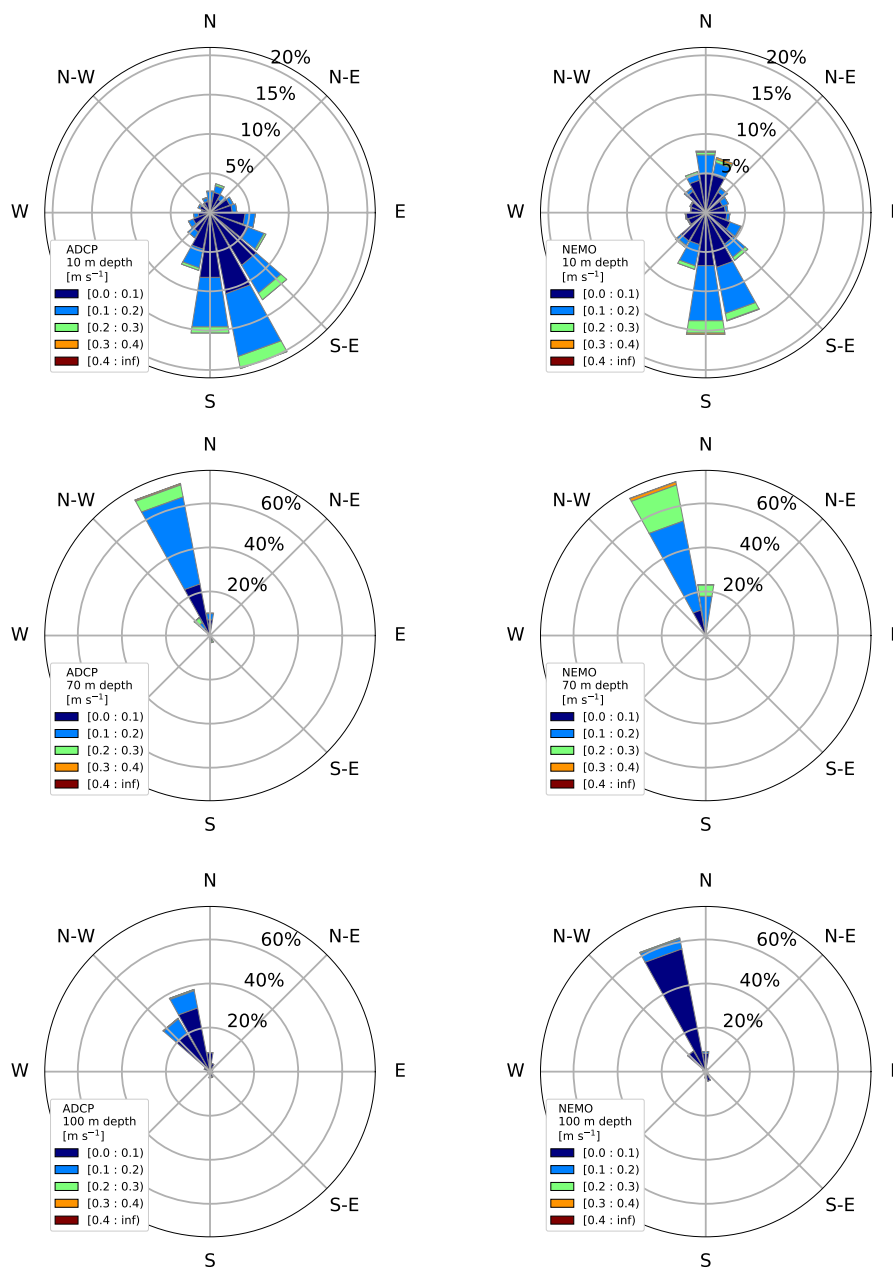 N
N-W
N-E
20%
15%
10%
5%
W
E
ADCP
10 m depth
[m s⁻¹]
[0.0 : 0.1)
[0.1 : 0.2)
[0.2 : 0.3)
[0.3 : 0.4)
[0.4 : inf)
S-E
S
N
N-W
N-E
20%
15%
10%
5%
W
E
NEMO
10 m depth
[m s⁻¹]
[0.0 : 0.1)
[0.1 : 0.2)
[0.2 : 0.3)
[0.3 : 0.4)
[0.4 : inf)
S-E
S
N
N-W
N-E
60%
40%
20%
W
E
ADCP
70 m depth
[m s⁻¹]
[0.0 : 0.1)
[0.1 : 0.2)
[0.2 : 0.3)
[0.3 : 0.4)
[0.4 : inf)
S-E
S
N
N-W
N-E
60%
40%
20%
W
NEMO
70 m depth
[m s⁻¹]
[0.0 : 0.1)
[0.1 : 0.2)
[0.2 : 0.3)
[0.3 : 0.4)
[0.4 : inf)
S-E
S
N
N-W
N-E
60%
40%
20%
W
E
ADCP
100 m depth
[m s⁻¹]
[0.0 : 0.1)
[0.1 : 0.2)
[0.2 : 0.3)
[0.3 : 0.4)
[0.4 : inf)
S-E
S
N
N-W
N-E
60%
40%
20%
W
NEMO
100 m depth
[m s⁻¹]
[0.0 : 0.1)
[0.1 : 0.2)
[0.2 : 0.3)
[0.3 : 0.4)
[0.4 : inf)
S-E
S